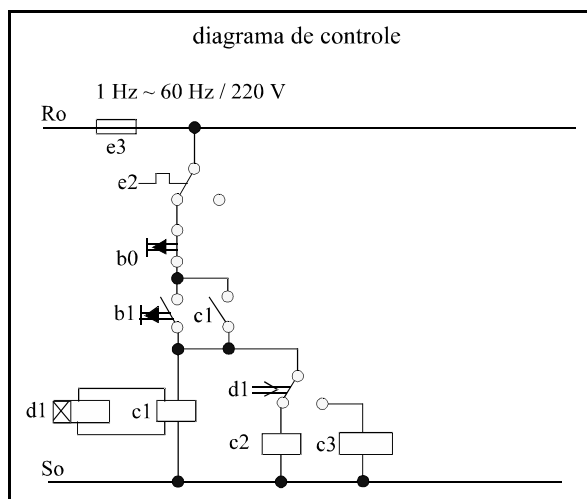 diagrama de controle
1 Hz ~ 60 Hz / 220 V
Ro
e3
e2
b0
b1
c1
d1
d1
c1
c2
c3
So